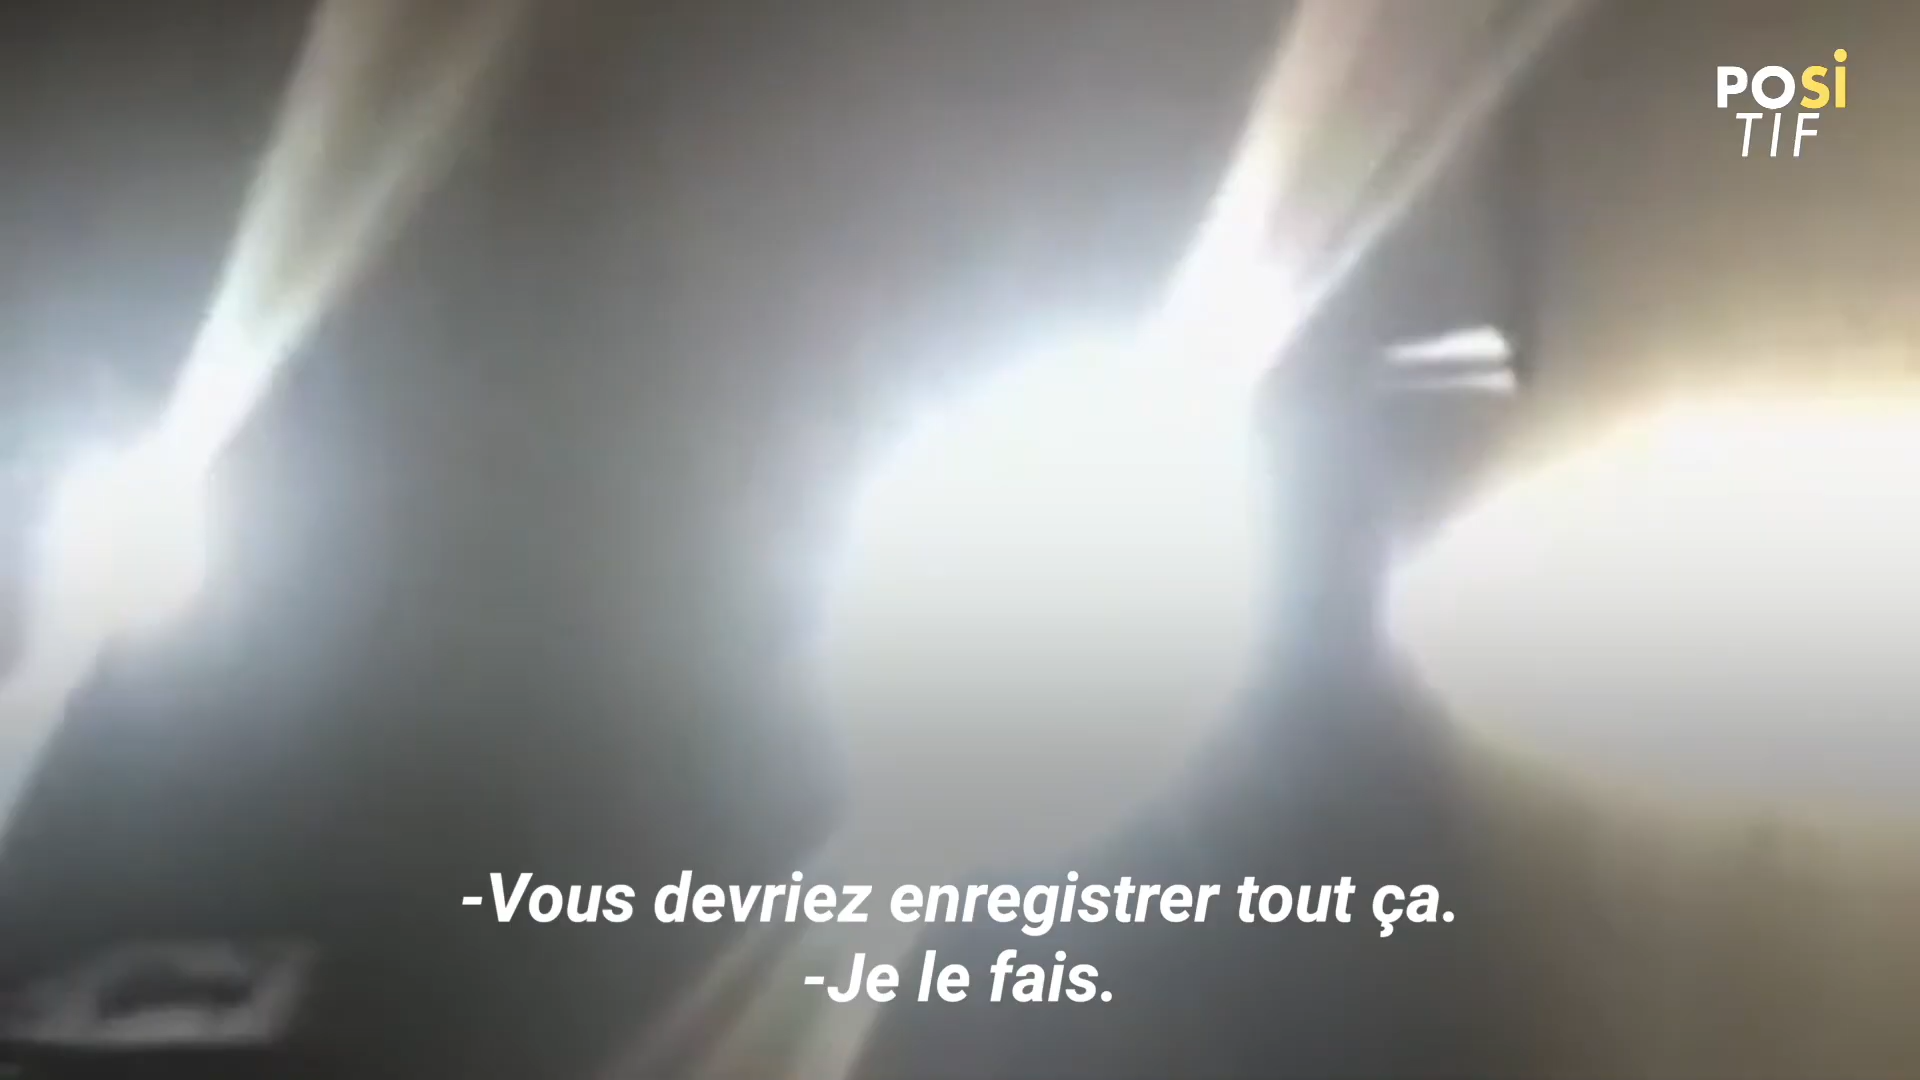 POSi
TIF
-Vous devriez enregistrer tout ça.
-Je le fais.